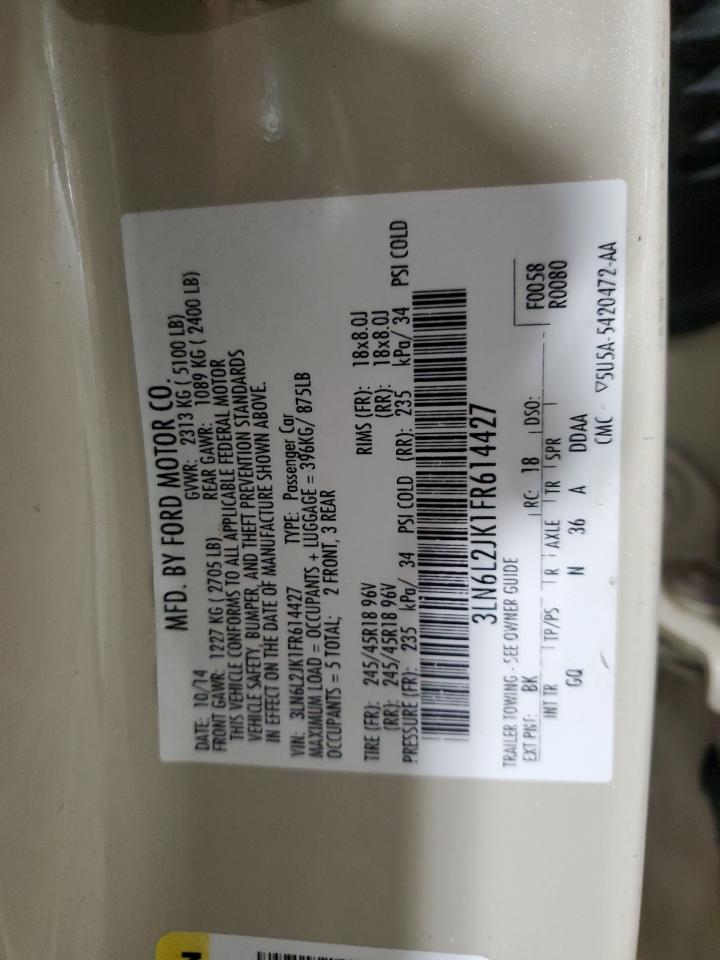 MFD. BY FORD MOTOR CO.
DATE: 10/14 GVWR: 2313 KG ( 5100 LB)
FRONT GAWR: 1227 KG ( 2705 LB) REAR GAWR: 1089 KG ( 2400 LB)
THIS VEHICLE CONFORMS TO ALL APPLICABLE FEDERAL MOTOR
VEHICLE SAFETY, BUMPER, AND THEFT PREVENTION STANDARDS
IN EFFECT ON THE DATE OF MANUFACTURE SHOWN ABOVE.
VIN: 3LN6L2JK1FR614427 TYPE: Passenger Car
MAXIMUM LOAD = OCCUPANTS + LUGGAGE = 396KG/ 875LB
OCCUPANTS = 5 TOTAL; 2 FRONT, 3 REAR
TIRE (FR): 245/45R18 96V RIMS (FR): 18x8.0J
(RR): 245/45R18 96V (RR): 18x8.0J
PRESSURE (FR): 235 kPa/ 34 PSI COLD (RR): 235 kPa/ 34 PSI COLD
3LN6L2JK1FR614427
TRAILER TOWING - SEE OWNER GUIDE
EXT PNT: BK RC: 18 DSO: F0058
R0080
INT TR TP/PS R AXLE TR SPR
GQ N 36 A DDAA
CMC ▽5U5A-5420472-AA
N